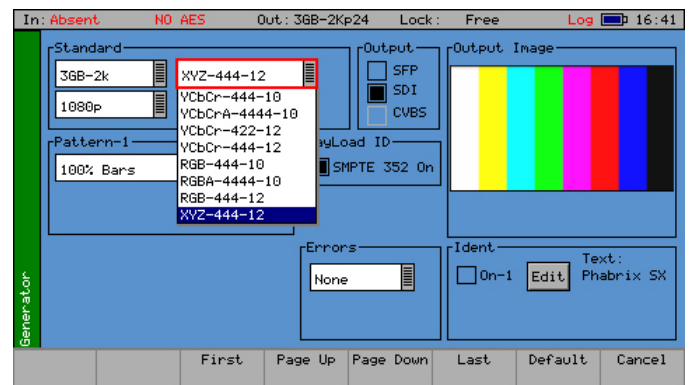 In: Absent NO AES Out: 3GB-2Kp24 Lock: Free Log 16:41
Standard
Output
Output Image
3GB-2k
XYZ-444-12
SFP
SDI
CVBS
1080p
YCbCr-444-10
YCbCrA-4444-10
YCbCr-422-12
YCbCr-444-12
RGB-444-10
RGBA-4444-10
RGB-444-12
XYZ-444-12
Pattern-1
100% Bars
ayLoad ID
SMPTE 352 On
Errors
None
Ident
On-1
Edit
Text:
Phabrix SX
Generator
First Page Up Page Down Last Default Cancel